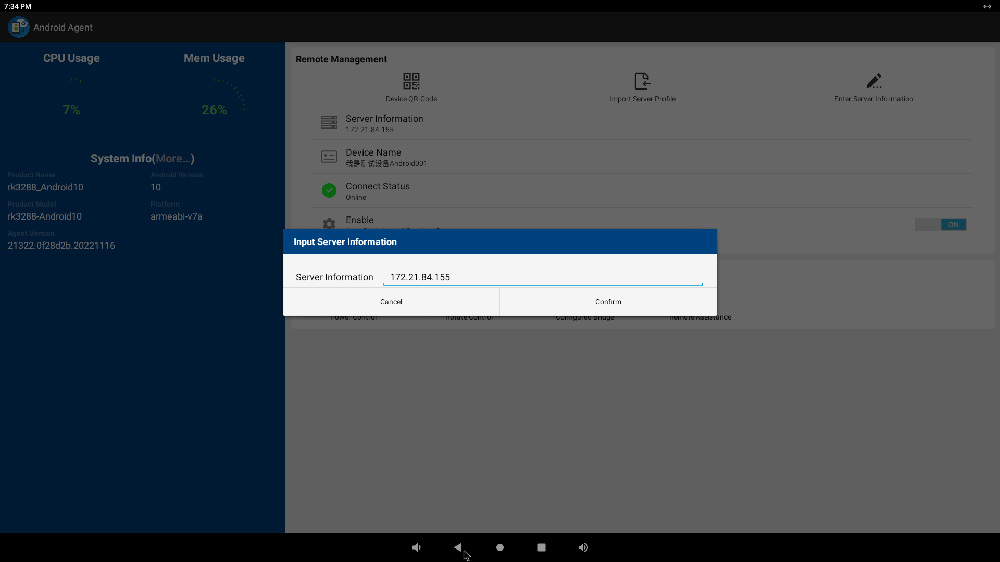 7:34 PM
Android Agent
CPU Usage
Mem Usage
7%
26%
System Info(More...)
Product Name
Android Version
rk3288_Android10
10
Product Model
Platform
rk3288-Android10
armeabi-v7a
Agent Version
21322.0f28d2b.20221116
Remote Management
Device QR-Code
Import Server Profile
Enter Server Information
Server Information
172.21.84.155
Device Name
我是测试设备Android001
Connect Status
Online
Enable
ON
Input Server Information
Server Information
172.21.84.155
Cancel
Confirm
Power Control
Rotate Control
Configured Bridge
Remote Assistance